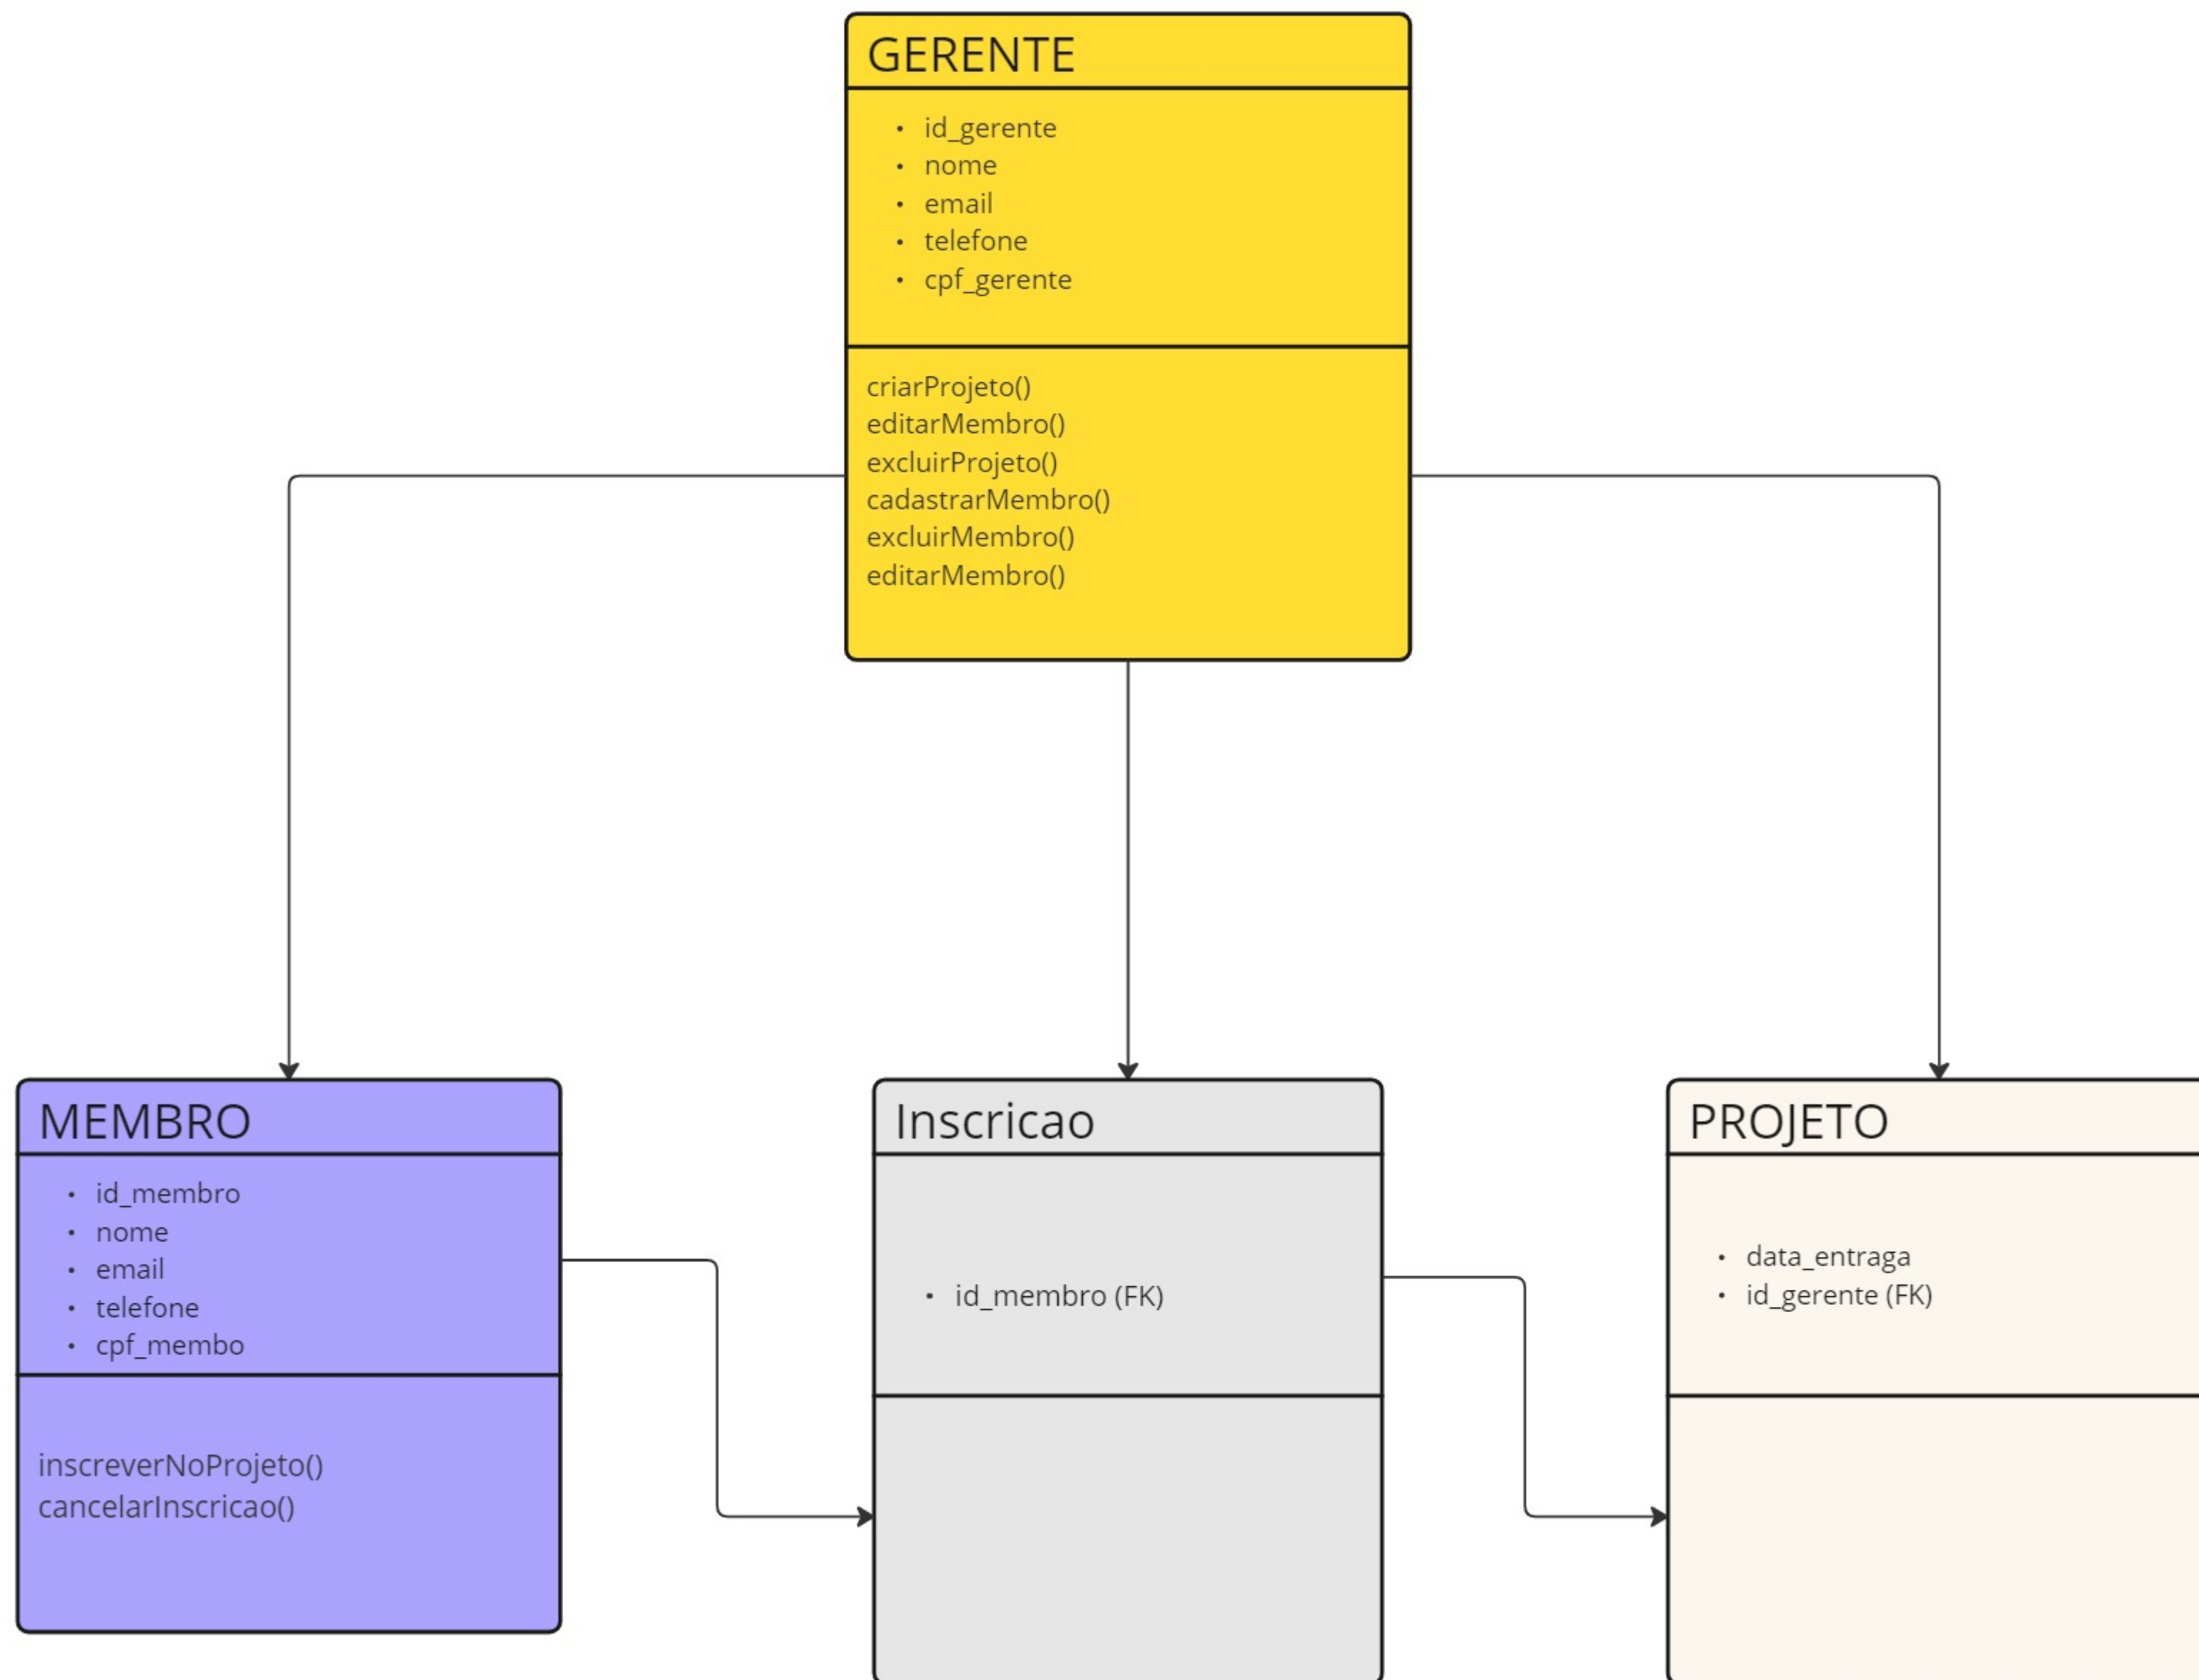 GERENTE
• id_gerente
• nome
• email
• telefone
• cpf_gerente
criarProjeto()
editarMembro()
excluirProjeto()
cadastrarMembro()
excluirMembro()
editarMembro()
MEMBRO
• id_membro
• nome
• email
• telefone
• cpf_membo
inscreverNoProjeto()
cancelarInscricao()
Inscricao
• id_membro (FK)
PROJETO
• data_entraga
• id_gerente (FK)